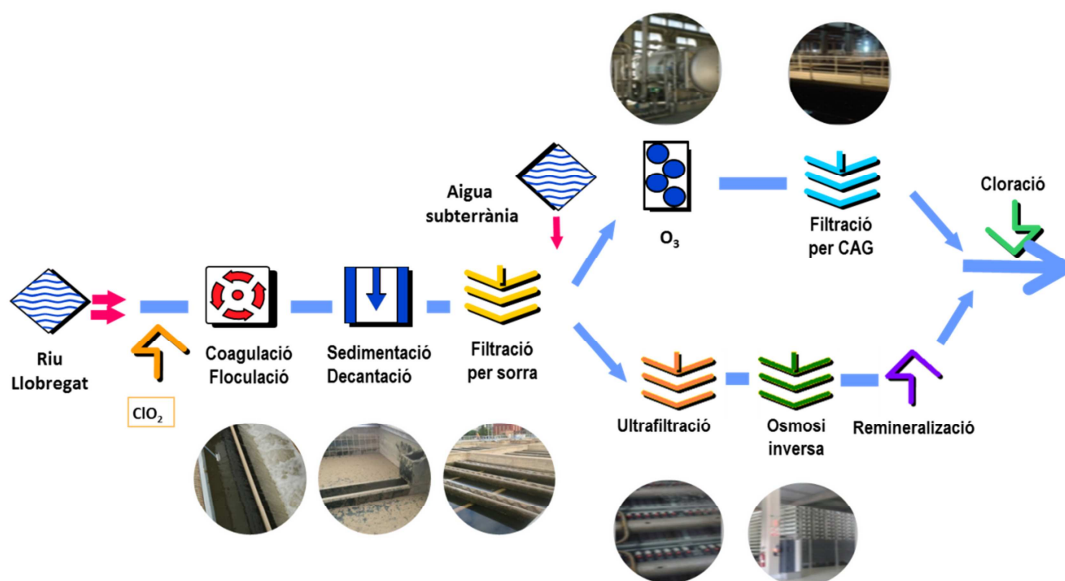 Aigua
subterrània
O₃
Filtració
per CAG
Cloració
Riu
Llobregat
ClO₂
Coagulació
Floculació
Sedimentació
Decantació
Filtració
per sorra
Ultrafiltració
Osmosi
inversa
Remineralizació